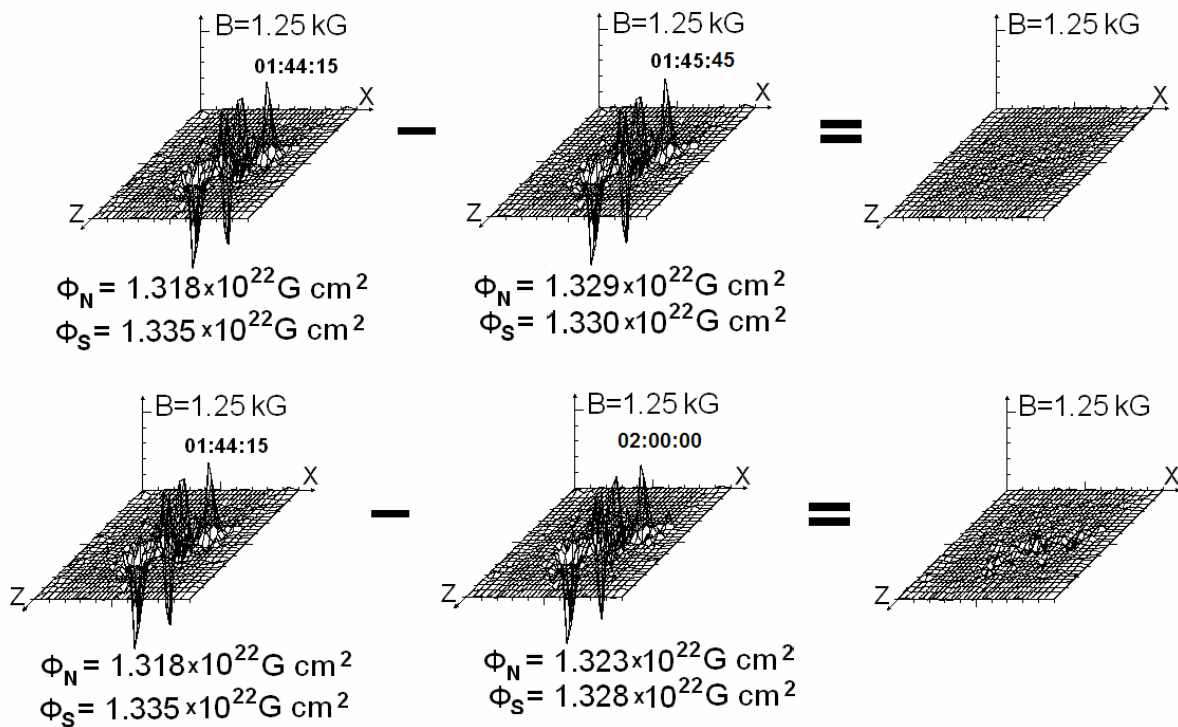 B=1.25 kG
01:44:15
X
Z
Φ_N = 1.318×10^22 G cm^2
Φ_S = 1.335×10^22 G cm^2
−
B=1.25 kG
01:45:45
X
Z
Φ_N = 1.329×10^22 G cm^2
Φ_S = 1.330×10^22 G cm^2
=
B=1.25 kG
X
Z
B=1.25 kG
01:44:15
X
Z
Φ_N = 1.318×10^22 G cm^2
Φ_S = 1.335×10^22 G cm^2
−
B=1.25 kG
02:00:00
X
Z
Φ_N = 1.323×10^22 G cm^2
Φ_S = 1.328×10^22 G cm^2
=
B=1.25 kG
X
Z